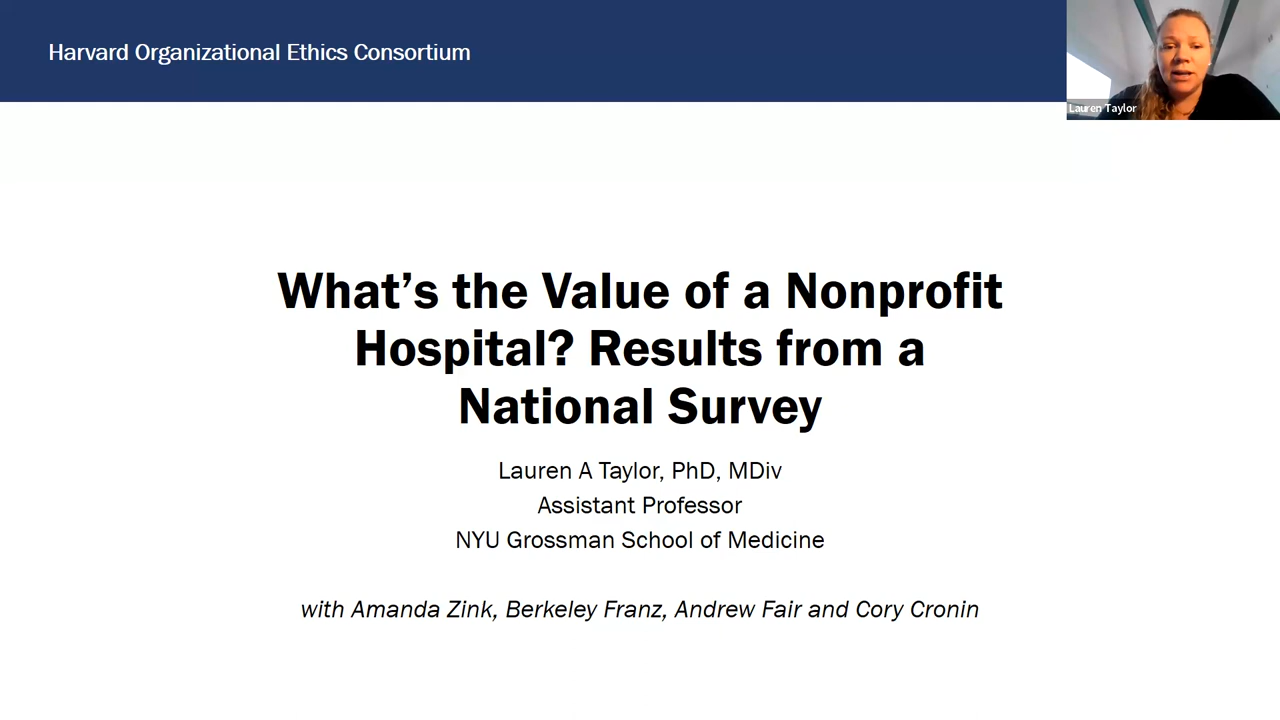 Harvard Organizational Ethics Consortium
Lauren Taylor
What’s the Value of a Nonprofit
Hospital? Results from a
National Survey
Lauren A Taylor, PhD, MDiv
Assistant Professor
NYU Grossman School of Medicine
with Amanda Zink, Berkeley Franz, Andrew Fair and Cory Cronin